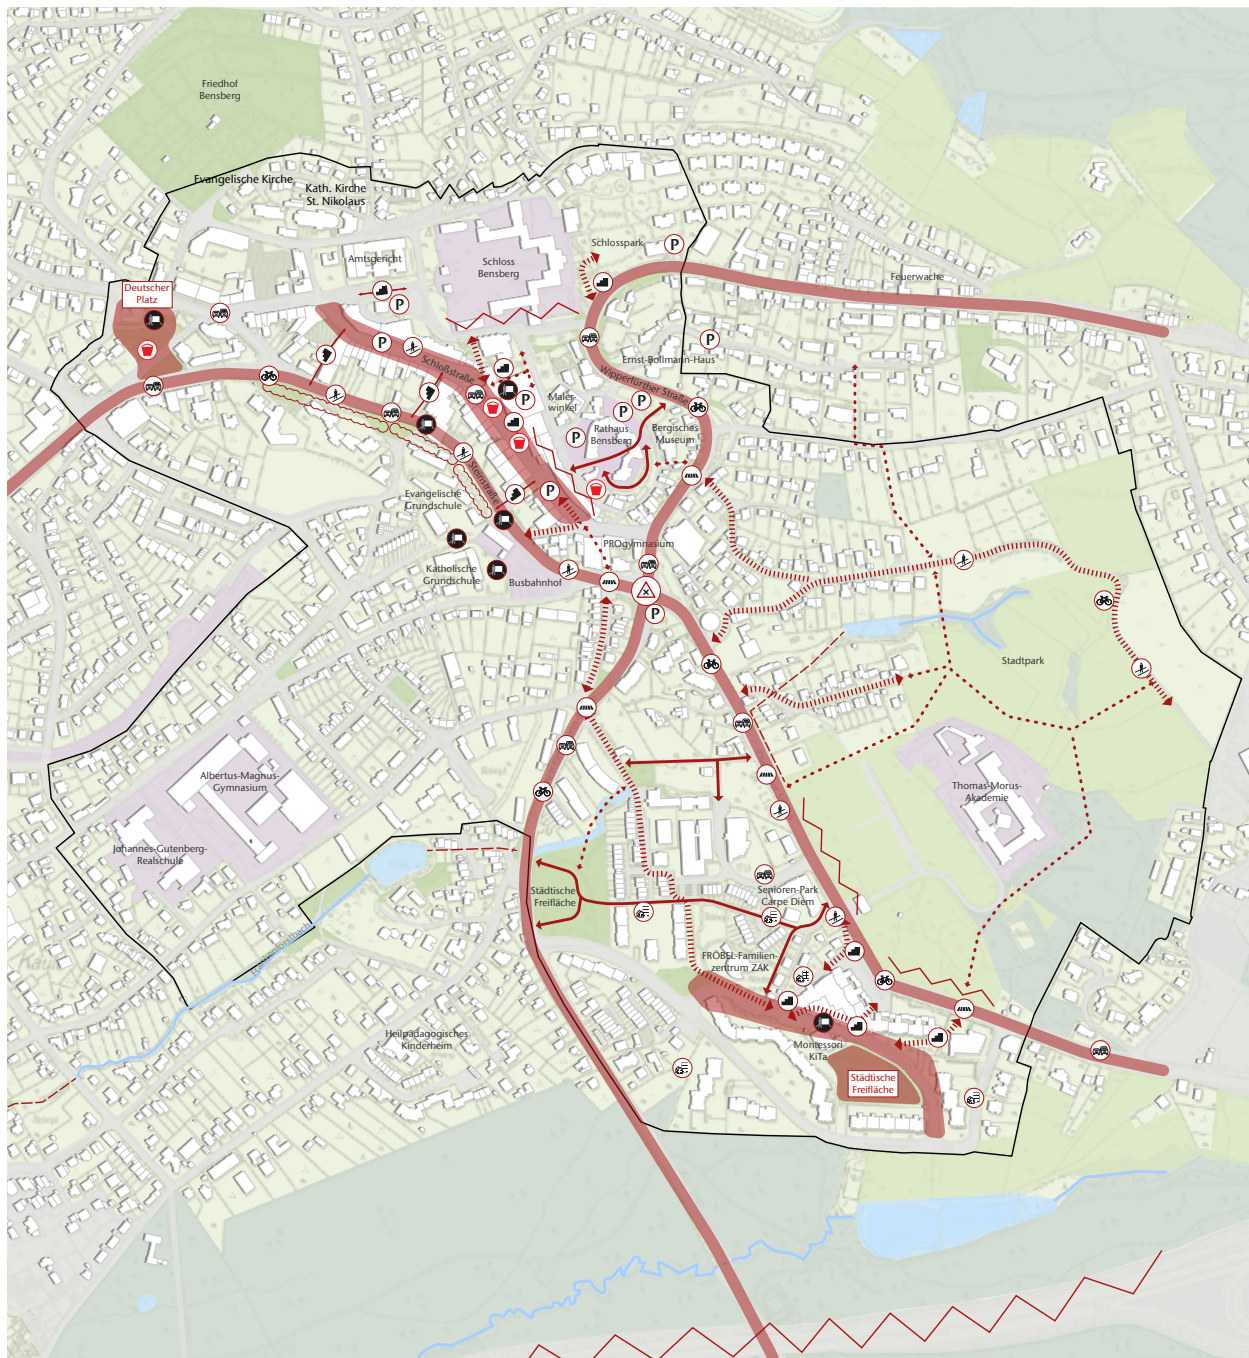 Friedhof
Bensberg
Evangelische Kirche
Kath. Kirche
St. Nikolaus
Schlosspark
P
Amtsgericht
Schloss
Bensberg
Feuerwache
Deutscher
Platz
P
P
P
Schloßstraße
Ernst-Bollmann-Haus
Wipperfürther Straße
P
Maler-
winkel
P
P
P
Rathaus
Bensberg
Bergisches
Museum
Steinstraße
Evangelische
Grundschule
P
PROgymnasium
Katholische
Grundschule
Busbahnhof
P
Stadtpark
Albertus-Magnus-
Gymnasium
Thomas-Morus-
Akademie
Johannes-Gutenberg-
Realschule
Städtische
Freifläche
Senioren-Park
Carpe Diem
FRÖBEL-Familien-
zentrum ZAK
Heilpädagogisches
Kinderheim
Montessori
KiTa
Städtische
Freifläche